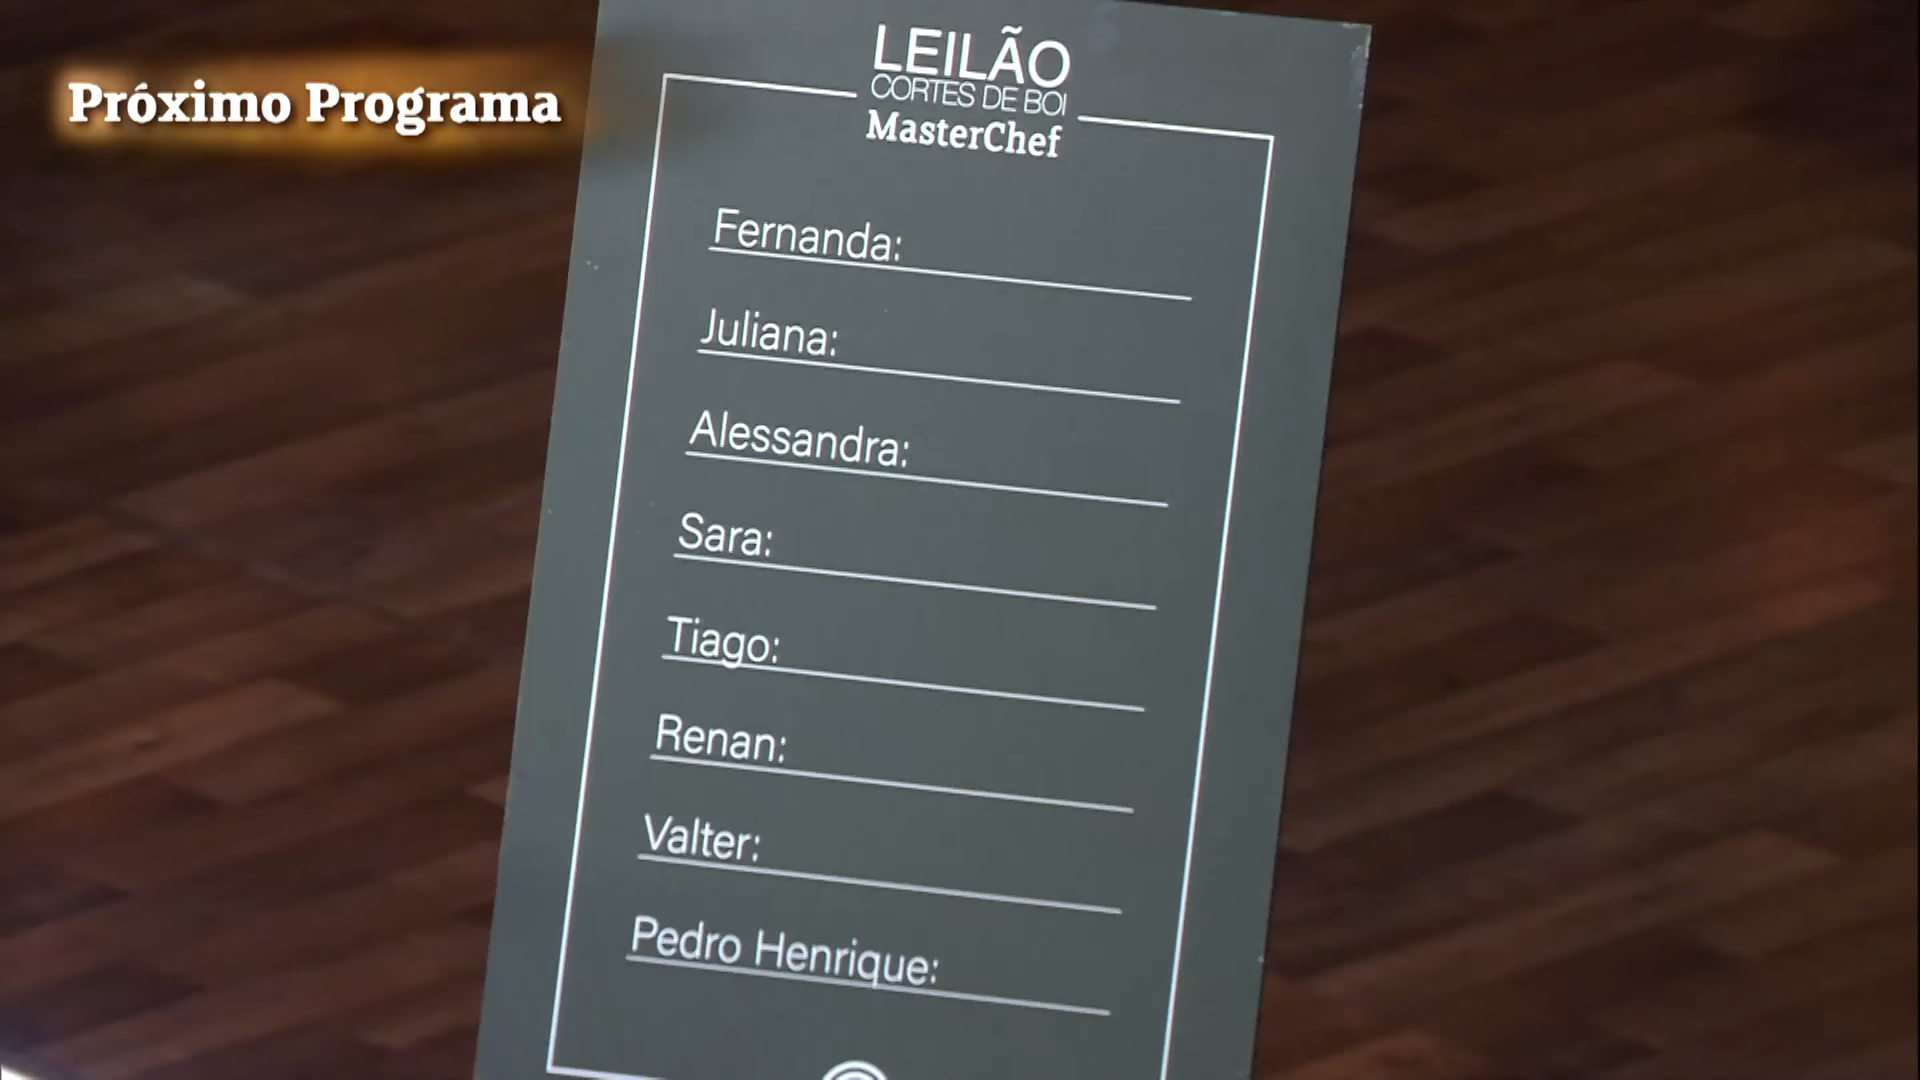 Próximo Programa
LEILÃO
CORTES DE BOI
MasterChef
Fernanda:
Juliana:
Alessandra:
Sara:
Tiago:
Renan:
Valter:
Pedro Henrique: